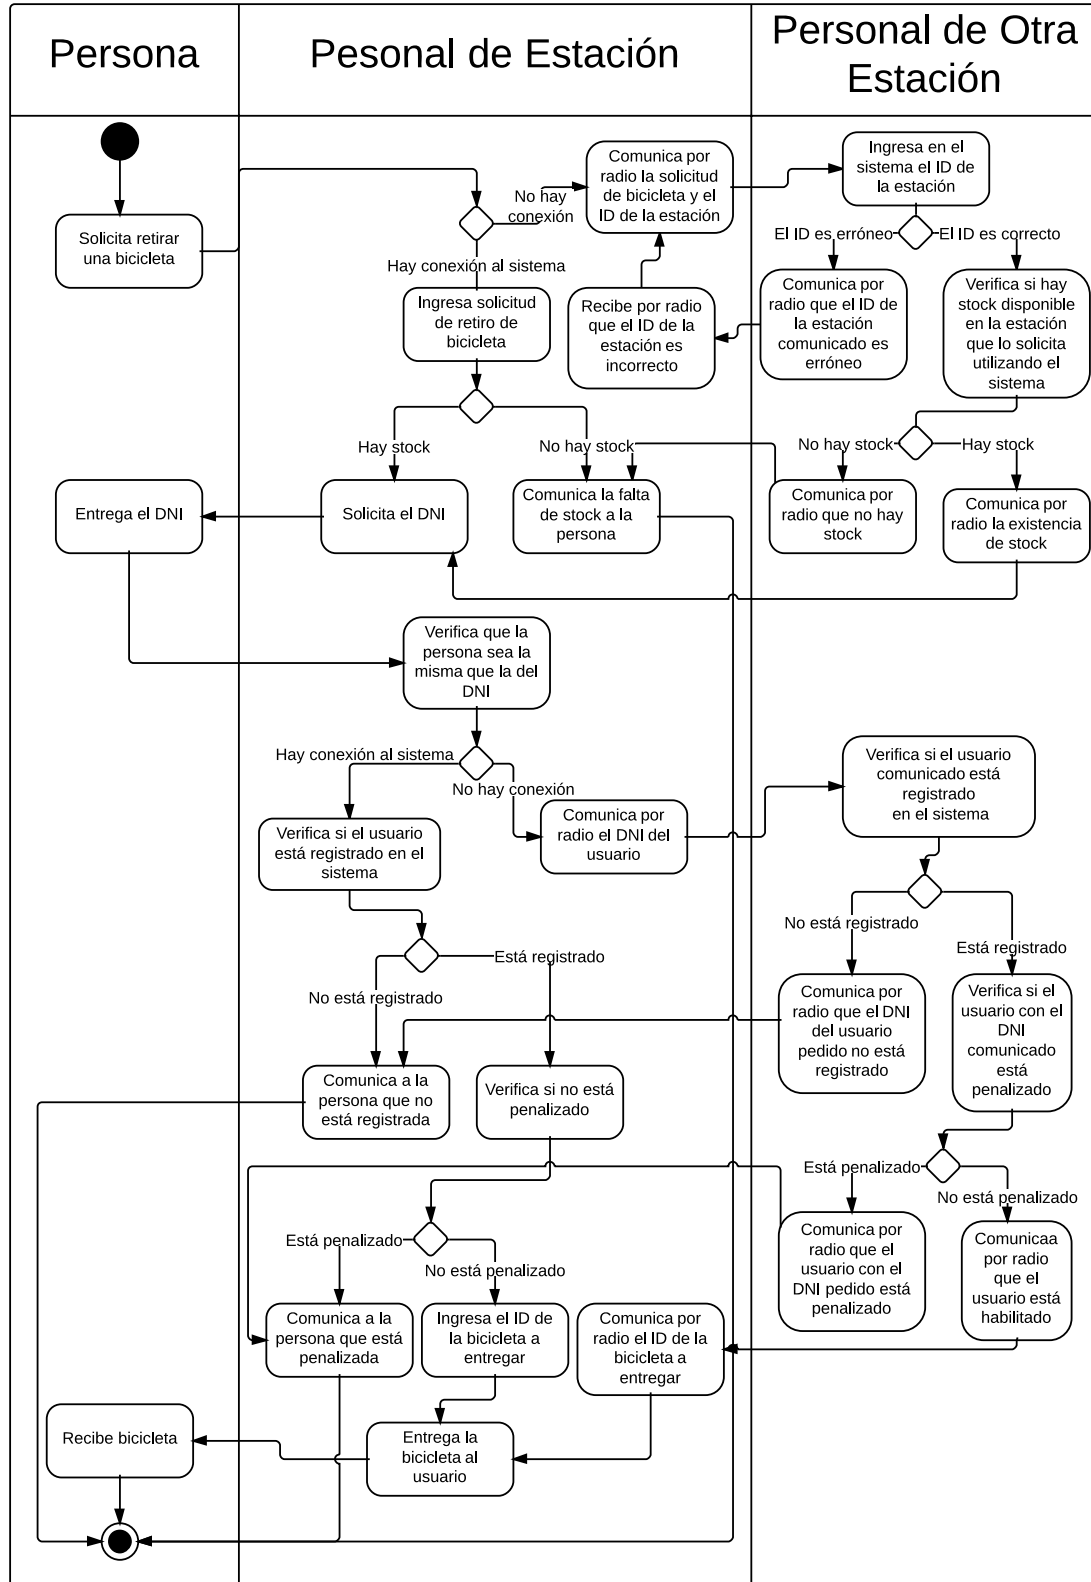 Persona
Pesonal de Estación
Personal de Otra
Estación
Solicita retirar
una bicicleta
No hay
conexión
Comunica por
radio la solicitud
de bicicleta y el
ID de la estación
Ingresa en el
sistema el ID de
la estación
El ID es erróneo
El ID es correcto
Hay conexión al sistema
Ingresa solicitud
de retiro de
bicicleta
Recibe por radio
que el ID de la
estación es
incorrecto
Comunica por
radio que el ID de
la estación
comunicado es
erróneo
Verifica si hay
stock disponible
en la estación
que lo solicita
utilizando el
sistema
Hay stock
No hay stock
No hay stock
Hay stock
Entrega el DNI
Solicita el DNI
Comunica la falta
de stock a la
persona
Comunica por
radio que no hay
stock
Comunica por
radio la existencia
de stock
Verifica que la
persona sea la
misma que la del
DNI
Hay conexión al sistema
No hay conexión
Verifica si el usuario
está registrado en el
sistema
Comunica por
radio el DNI del
usuario
Verifica si el usuario
comunicado está
registrado
en el sistema
No está registrado
Está registrado
Está registrado
No está registrado
Comunica por
radio que el DNI
del usuario
pedido no está
registrado
Verifica si el
usuario con el
DNI
comunicado
está
penalizado
Comunica a la
persona que no
está registrada
Verifica si no está
penalizado
Está penalizado
No está penalizado
Está penalizado
No está penalizado
Comunica por
radio que el
usuario con el
DNI pedido está
penalizado
Comunicaa
por radio
que el
usuario está
habilitado
Comunica a la
persona que está
penalizada
Ingresa el ID de
la bicicleta a
entregar
Comunica por
radio el ID de la
bicicleta a
entregar
Recibe bicicleta
Entrega la
bicicleta al
usuario